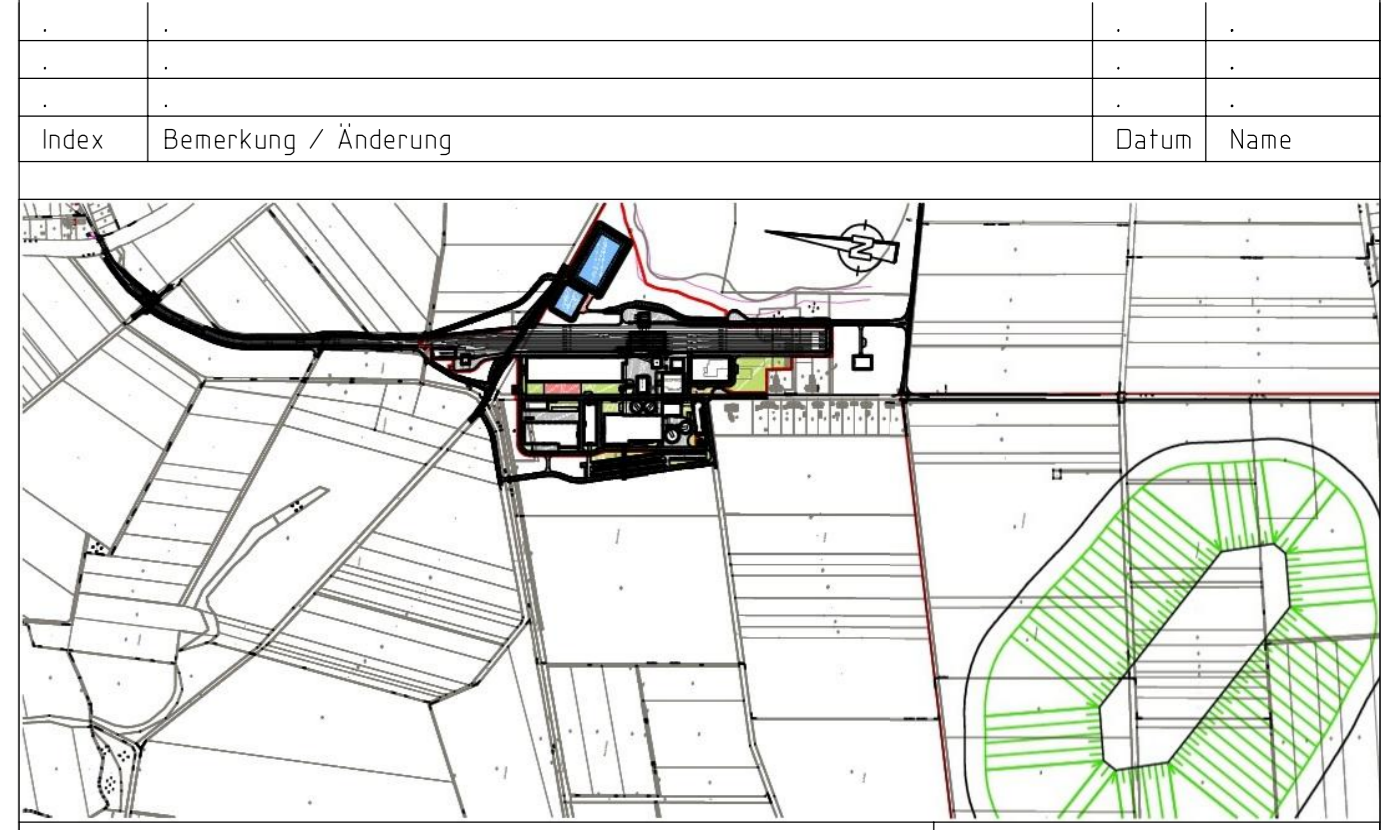 . . . .
. . . .
. . . .
Index Bemerkung / Änderung Datum Name
N